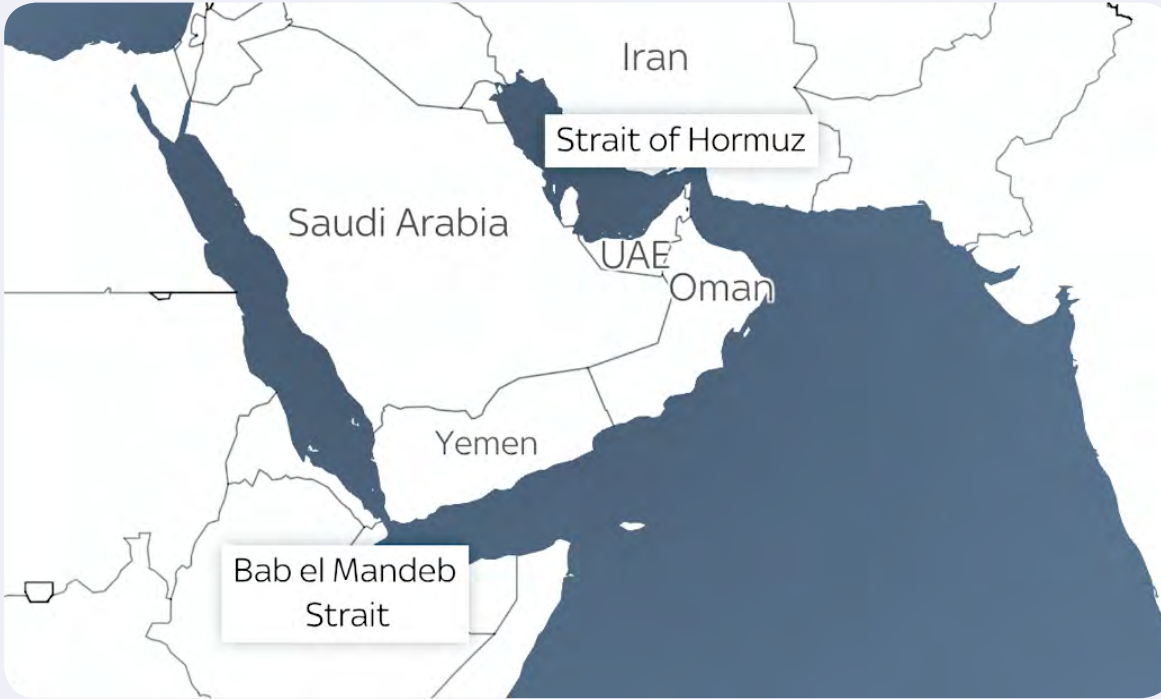 Iran
Strait of Hormuz
Saudi Arabia
UAE
Oman
Yemen
Bab el Mandeb
Strait